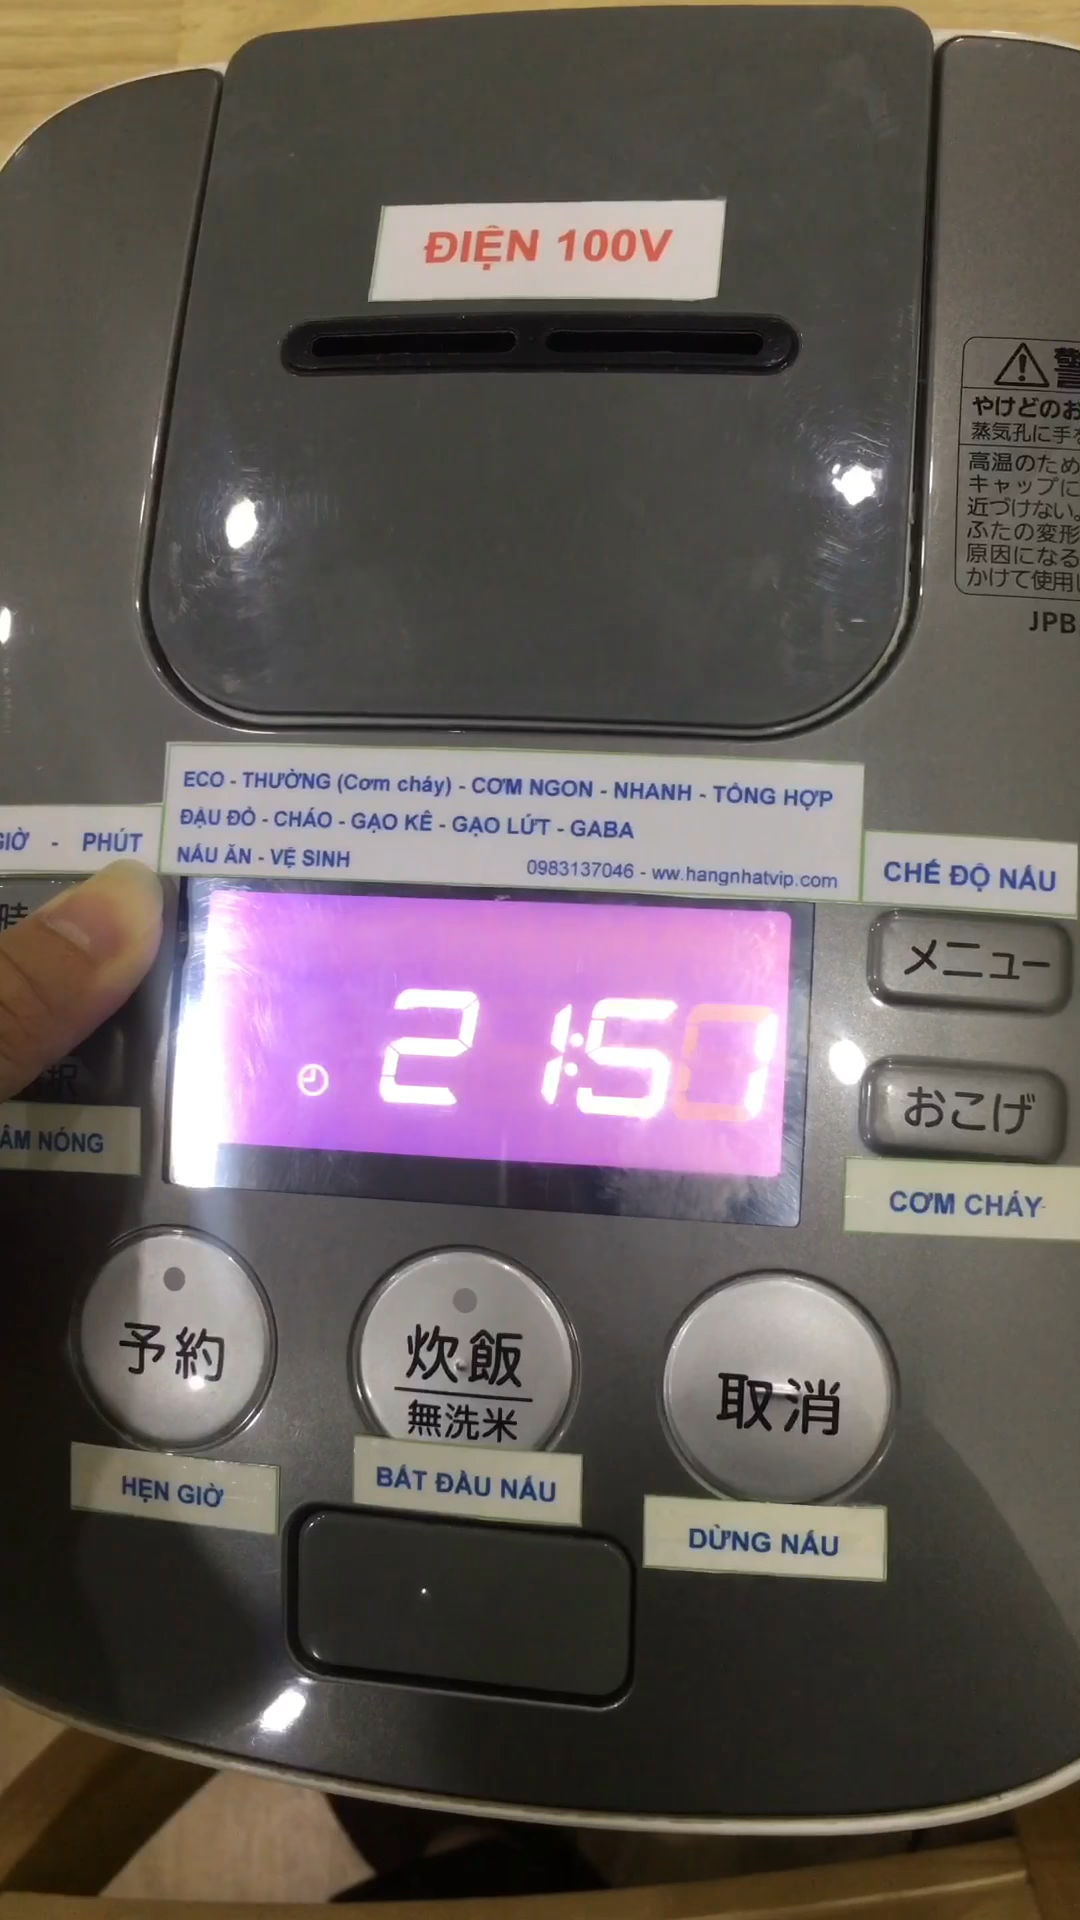 ĐIỆN 100V
やけどのお
蒸気孔に手を
高温のため
キャップに
近づけない。
ふたの変形
原因になる
かけて使用
JPB
ECO - THƯỜNG (Cơm cháy) - CƠM NGON - NHANH - TỔNG HỢP
ĐẬU ĐỎ - CHÁO - GẠO KÊ - GẠO LỨT - GABA
NẤU ĂN - VỆ SINH
0983137046 - ww.hangnhatvip.com
GIỜ - PHÚT
CHẾ ĐỘ NẤU
時
メニュー
択
おこげ
ÂM NÓNG
CƠM CHÁY
予約
炊飯
無洗米
取消
HẸN GIỜ
BẮT ĐẦU NẤU
DỪNG NẤU